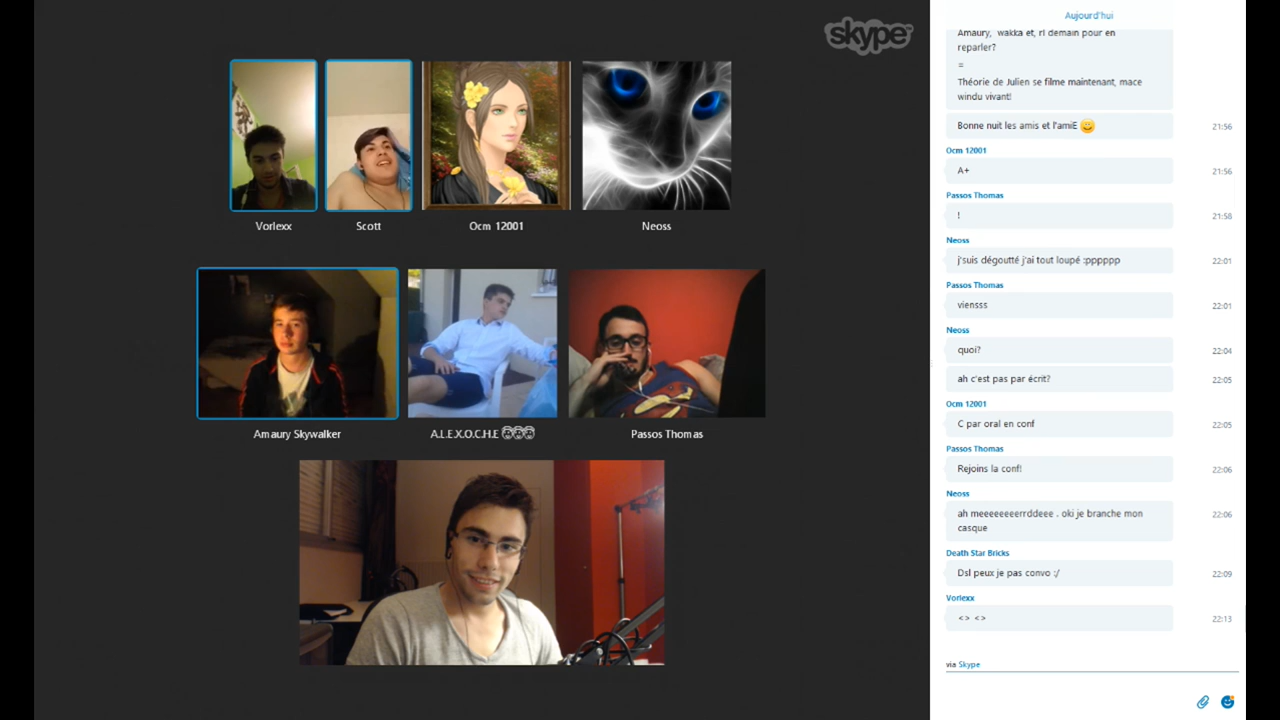 skype™
Vorlexx
Scott
Ocm 12001
Neoss
Amaury Skywalker
A.L.E.X.O.C.H.E 😇😇😇
Passos Thomas
Aujourd'hui
Amaury, wakka et, rl demain pour en
reparler?
=
Théorie de Julien se filme maintenant, mace
windu vivant!
Bonne nuit les amis et l'amiE 😊
21:56
Ocm 12001
A+
21:56
Passos Thomas
!
21:58
Neoss
j'suis dégoutté j'ai tout loupé :pppppp
22:01
Passos Thomas
viensss
22:01
Neoss
quoi?
22:04
ah c'est pas par écrit?
22:05
Ocm 12001
C par oral en conf
22:05
Passos Thomas
Rejoins la conf!
22:06
Neoss
ah meeeeeeeerrddeee . oki je branche mon
casque
22:06
Death Star Bricks
Dsl peux je pas convo :/
22:09
Vorlexx
<> <>
22:13
via Skype